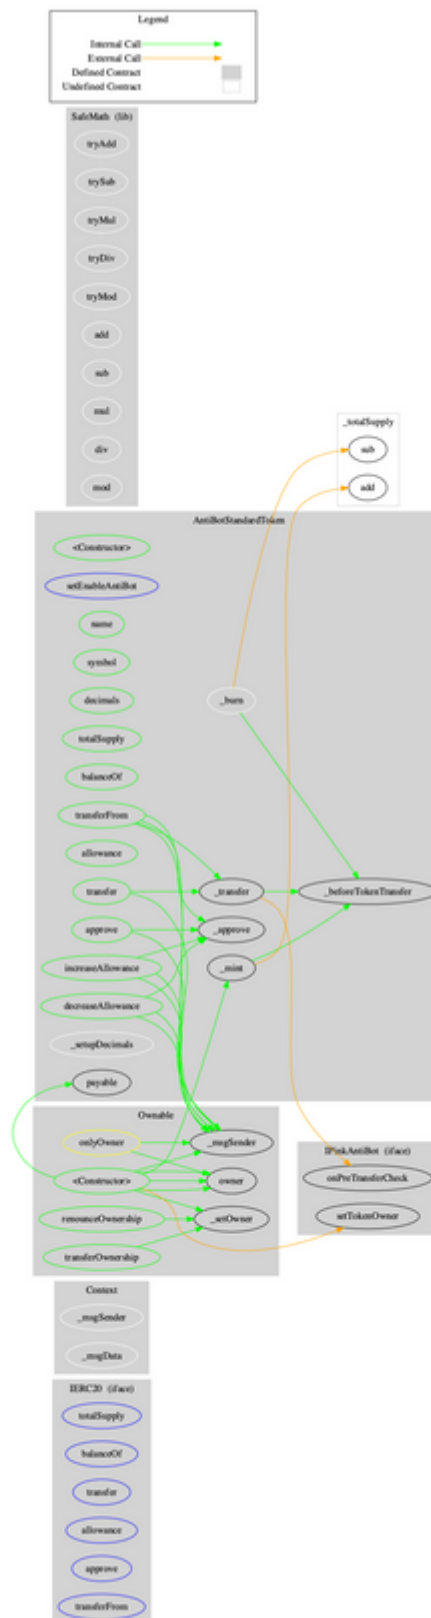 Legend
Internal Call
External Call
Defined Contract
Undefined Contract
SafeMath (lib)
tryAdd
trySub
tryMul
tryDiv
tryMod
add
sub
mul
div
mod
_totalSupply
sub
add
AntiBotStandardToken
<Constructor>
setEnableAntiBot
name
symbol
decimals
totalSupply
balanceOf
transferFrom
allowance
transfer
approve
increaseAllowance
decreaseAllowance
_setupDecimals
payable
_burn
_transfer
_approve
_mint
_beforeTokenTransfer
Ownable
onlyOwner
<Constructor>
renounceOwnership
transferOwnership
_msgSender
owner
_setOwner
IPinkAntiBot (iface)
onPreTransferCheck
setTokenOwner
Context
_msgSender
_msgData
IERC20 (iface)
totalSupply
balanceOf
transfer
allowance
approve
transferFrom